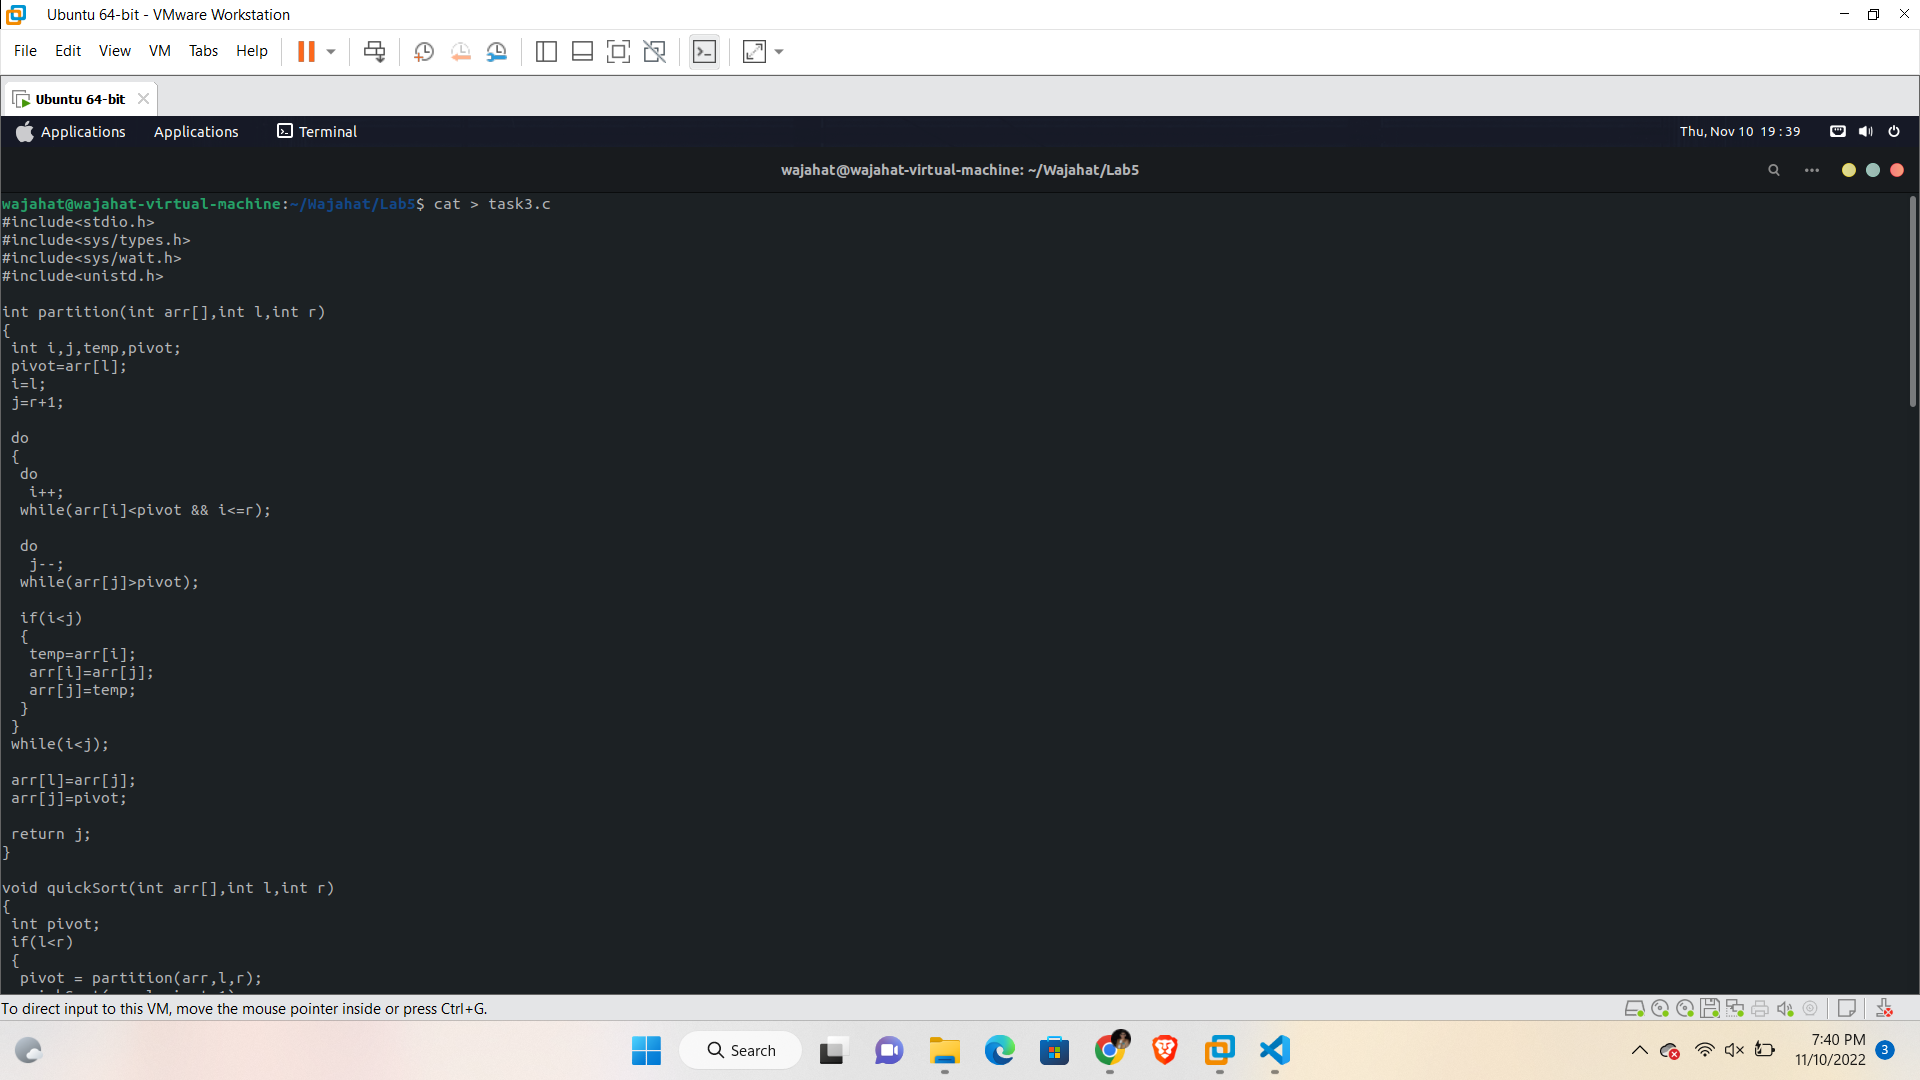 Ubuntu 64-bit - VMware Workstation
File Edit View VM Tabs Help
Ubuntu 64-bit
Applications Applications Terminal Thu, Nov 10 19:39
wajahat@wajahat-virtual-machine: ~/Wajahat/Lab5
wajahat@wajahat-virtual-machine:~/Wajahat/Lab5$ cat > task3.c
#include<stdio.h>
#include<sys/types.h>
#include<sys/wait.h>
#include<unistd.h>
int partition(int arr[],int l,int r)
{
int i,j,temp,pivot;
pivot=arr[l];
i=l;
j=r+1;
do
{
do
i++;
while(arr[i]<pivot && i<=r);
do
j--;
while(arr[j]>pivot);
if(i<j)
{
temp=arr[i];
arr[i]=arr[j];
arr[j]=temp;
}
}
while(i<j);
arr[l]=arr[j];
arr[j]=pivot;
return j;
}
void quickSort(int arr[],int l,int r)
{
int pivot;
if(l<r)
{
pivot = partition(arr,l,r);
To direct input to this VM, move the mouse pointer inside or press Ctrl+G.
Search
7:40 PM
11/10/2022
3